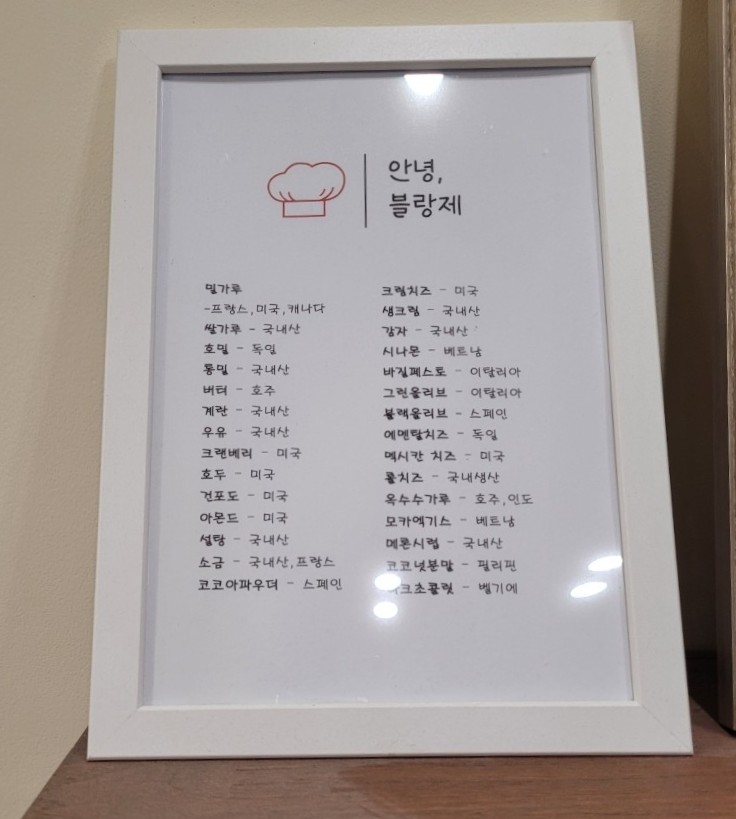 안녕,
블랑제
밀가루
-프랑스,미국,캐나다
쌀가루 - 국내산
호밀 - 독일
통밀 - 국내산
버터 - 호주
계란 - 국내산
우유 - 국내산
크랜베리 - 미국
호두 - 미국
건포도 - 미국
아몬드 - 미국
설탕 - 국내산
소금 - 국내산,프랑스
코코아파우더 - 스페인
크림치즈 - 미국
생크림 - 국내산
감자 - 국내산
시나몬 - 베트남
바질페스토 - 이탈리아
그린올리브 - 이탈리아
블랙올리브 - 스페인
에멘탈치즈 - 독일
멕시칸 치즈 - 미국
롤치즈 - 국내생산
옥수수가루 - 호주,인도
모카엑기스 - 베트남
메론시럽 - 국내산
코코넛분말 - 필리핀
- 벨기에